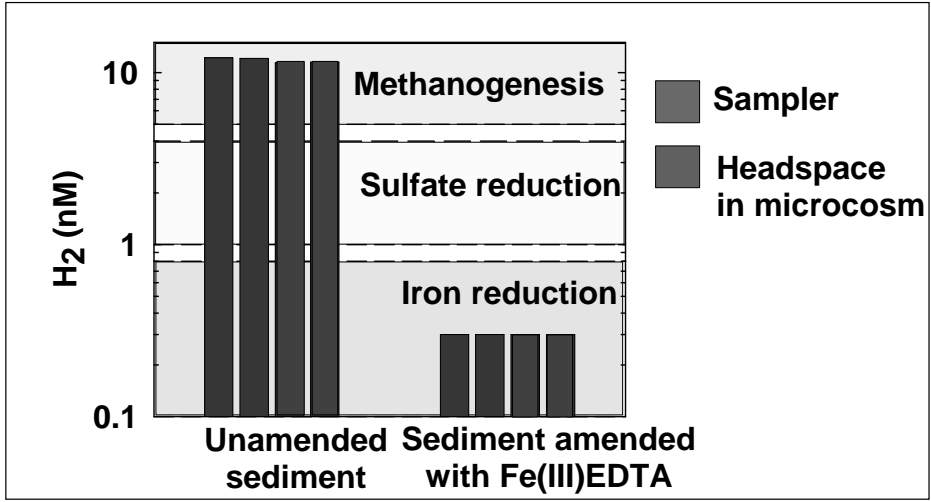 10
1
0.1
H2 (nM)
Methanogenesis
Sulfate reduction
Iron reduction
Unamended
sediment
Sediment amended
with Fe(III)EDTA
Sampler
Headspace
in microcosm